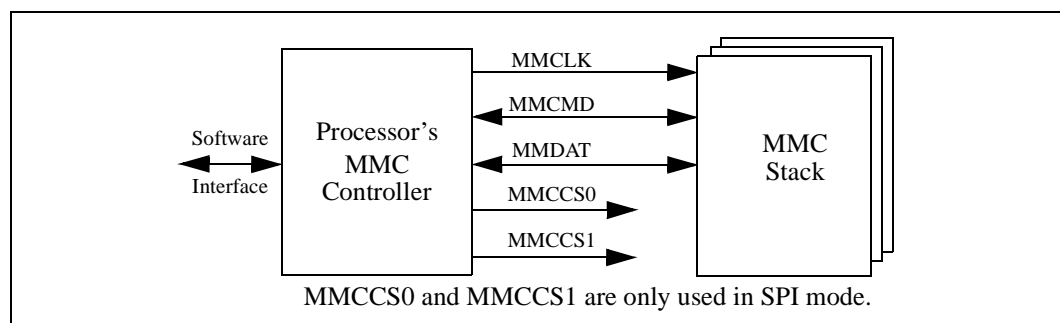 MMCLK
MMCMD
MMDAT
MMCCS0
MMCCS1
Software
Interface
Processor's
MMC
Controller
MMC
Stack
MMCCS0 and MMCCS1 are only used in SPI mode.